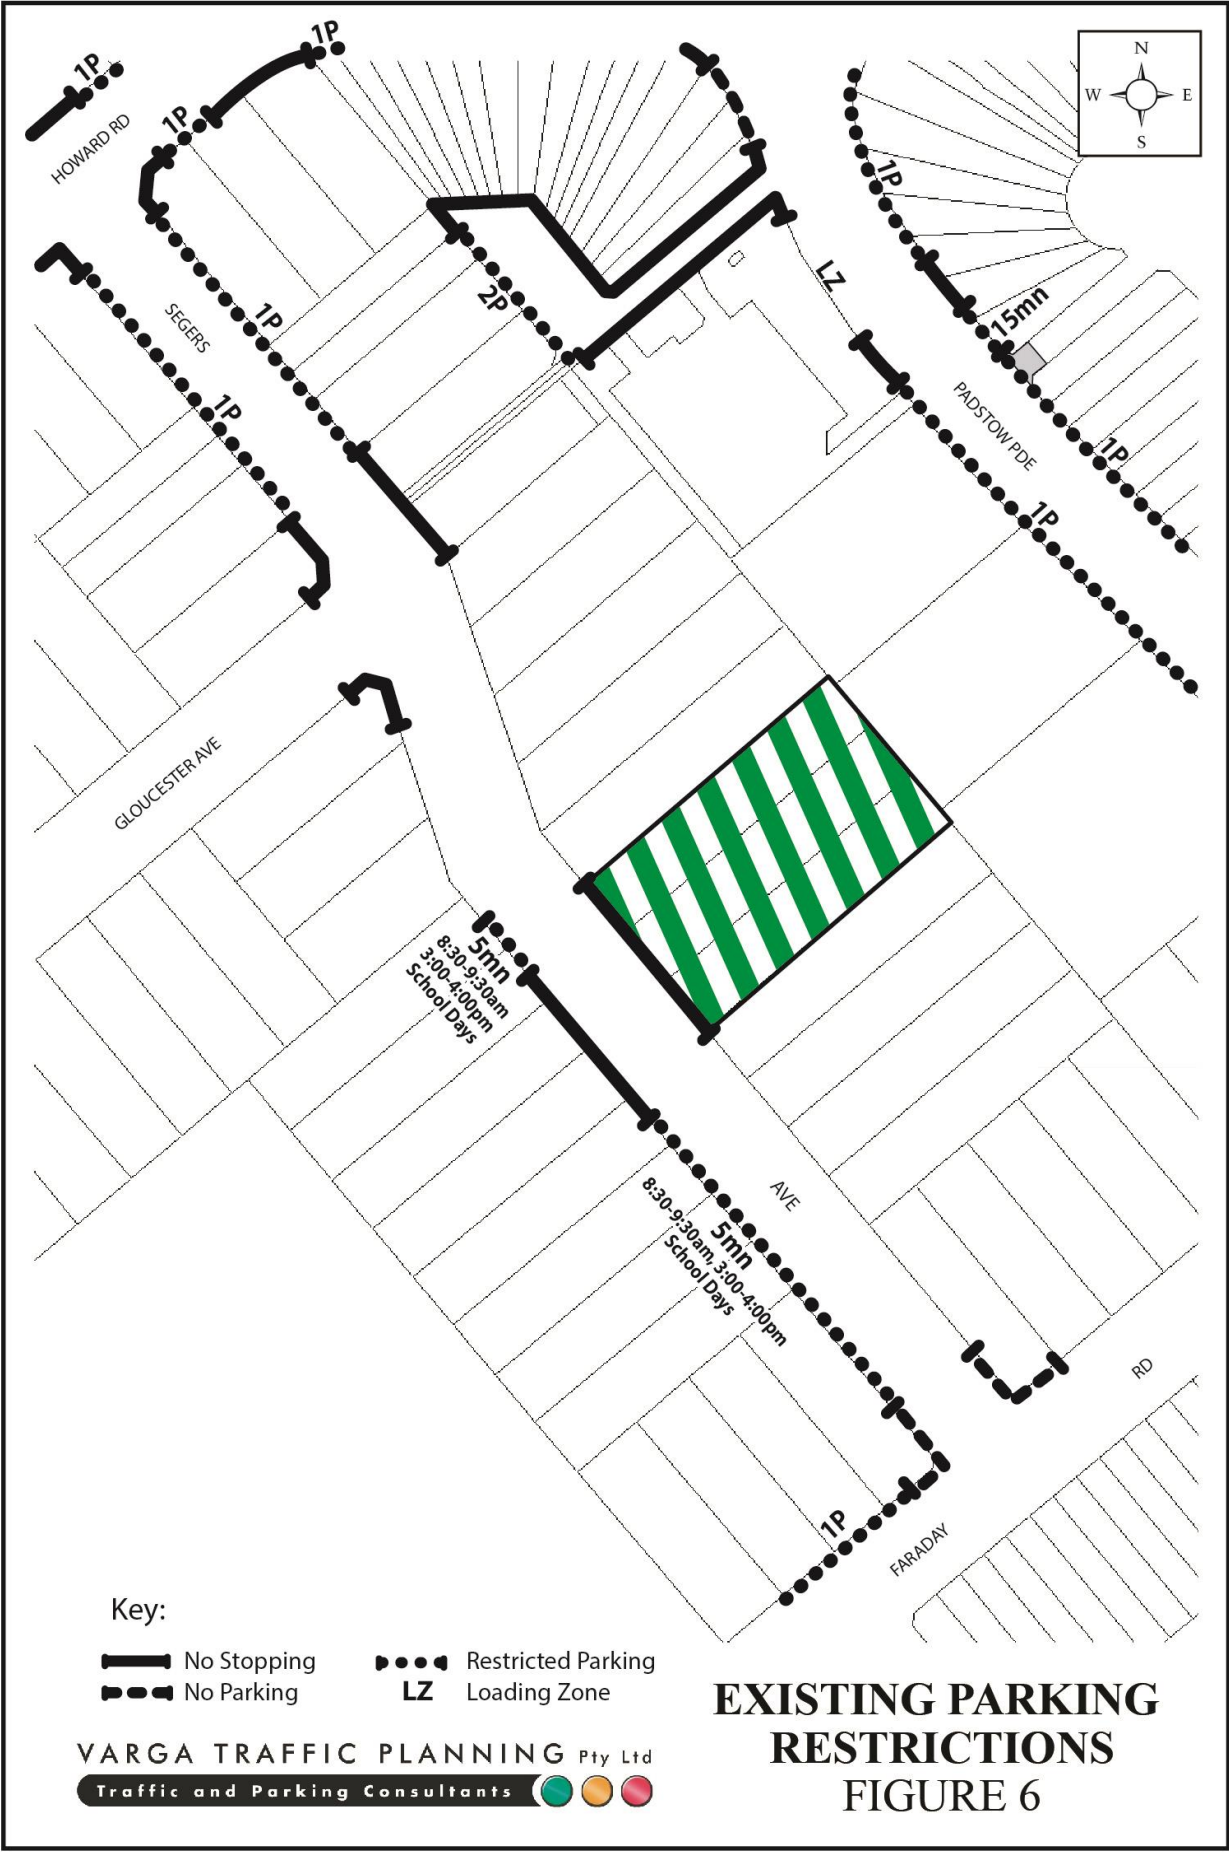 1P
1P
1P
N
W E
S
HOWARD RD
1P
LZ
2P
15mn
SEGERS
1P
1P
PADSTOW PDE
1P
1P
GLOUCESTER AVE
5mn
8:30-9:30am
3:00-4:00pm
School Days
AVE
5mn
8:30-9:30am, 3:00-4:00pm
School Days
RD
1P
FARADAY
Key:
No Stopping
No Parking
Restricted Parking
LZ Loading Zone
EXISTING PARKING
RESTRICTIONS
FIGURE 6
VARGA TRAFFIC PLANNING Pty Ltd
Traffic and Parking Consultants